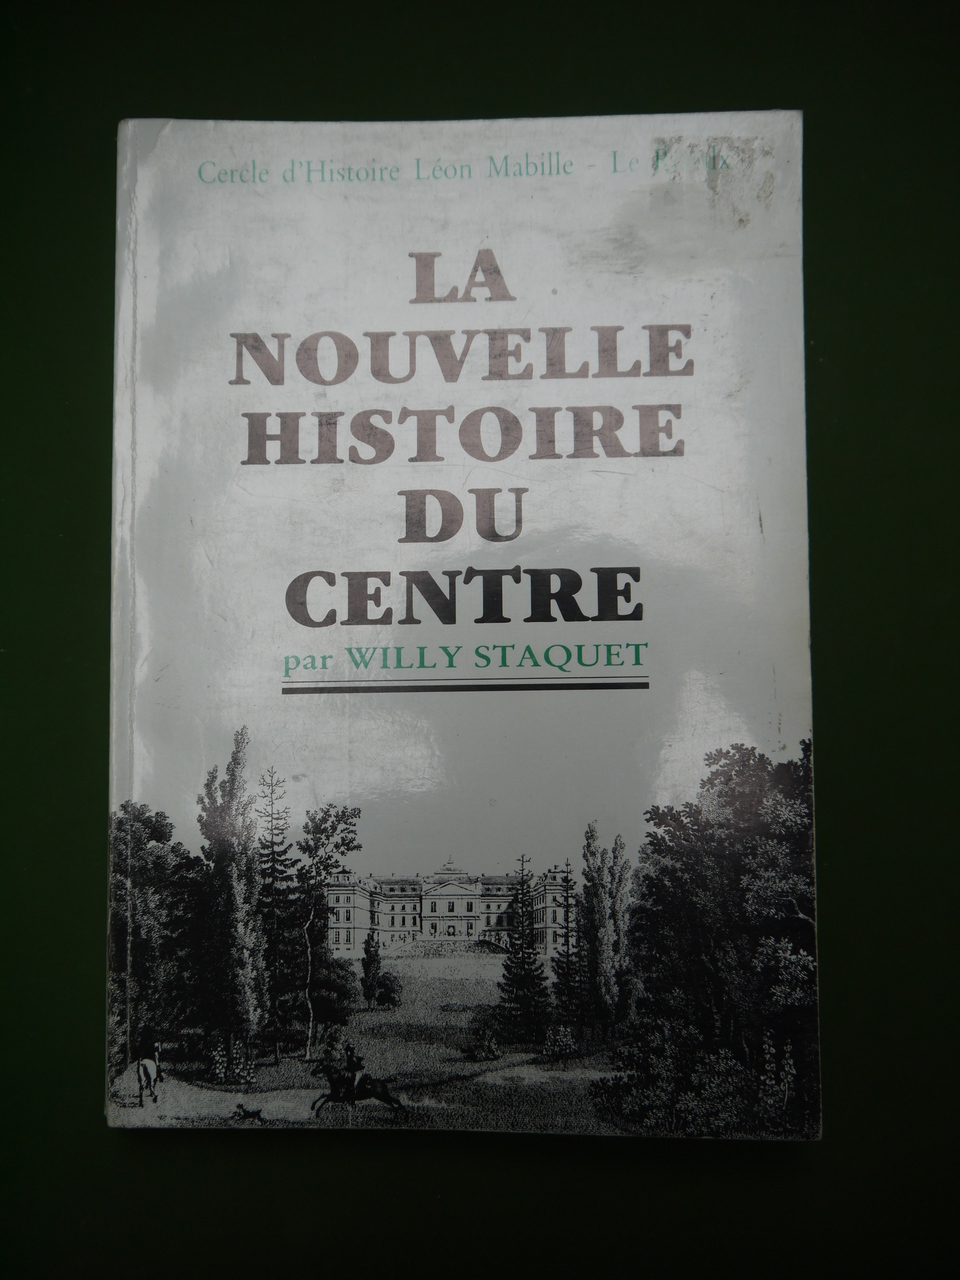 Cercle d'Histoire Léon Mabille - Le
LA
NOUVELLE
HISTOIRE
DU
CENTRE
par WILLY STAQUET